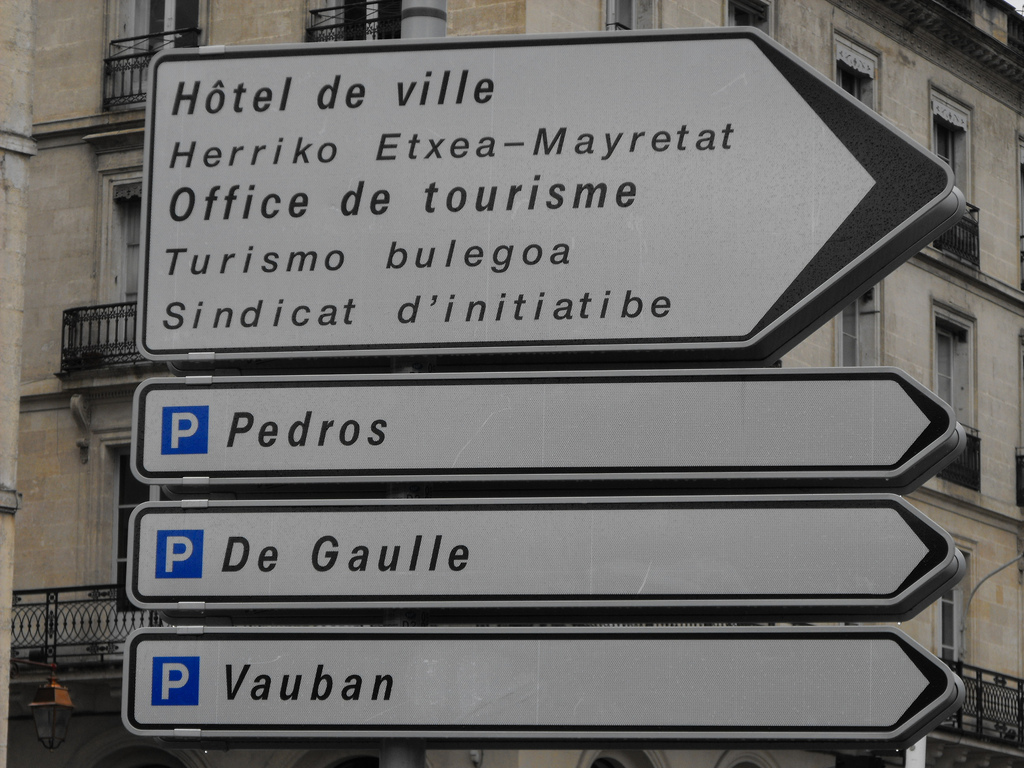 Hôtel de ville
Herriko Etxea-Mayretat
Office de tourisme
Turismo bulegoa
Sindicat d'initiatibe
P Pedros
P De Gaulle
P Vauban